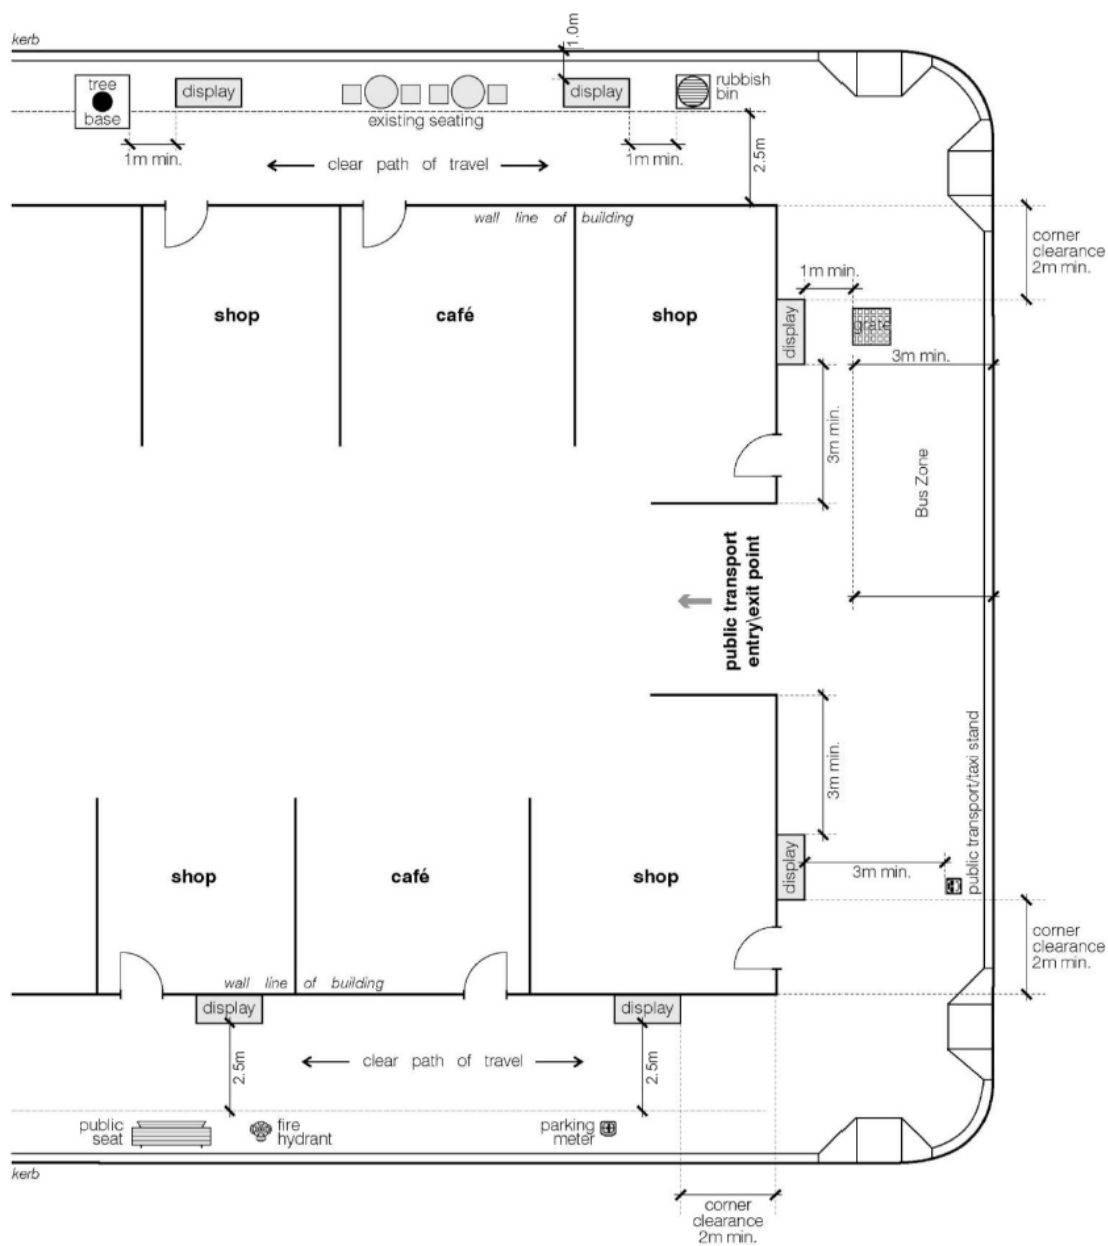 kerb
1.0m
tree
base
display
existing seating
display
rubbish
bin
1m min.
clear path of travel
1m min.
2.5m
wall line of building
corner
clearance
2m min.
1m min.
shop
café
shop
display
grate
3m min.
3m min.
Bus Zone
public transport
entry\exit point
public transport/taxi stand
3m min.
shop
café
shop
display
3m min.
corner
clearance
2m min.
wall line of building
display
display
2.5m
clear path of travel
2.5m
public
seat
fire
hydrant
parking
meter
kerb
corner
clearance
2m min.